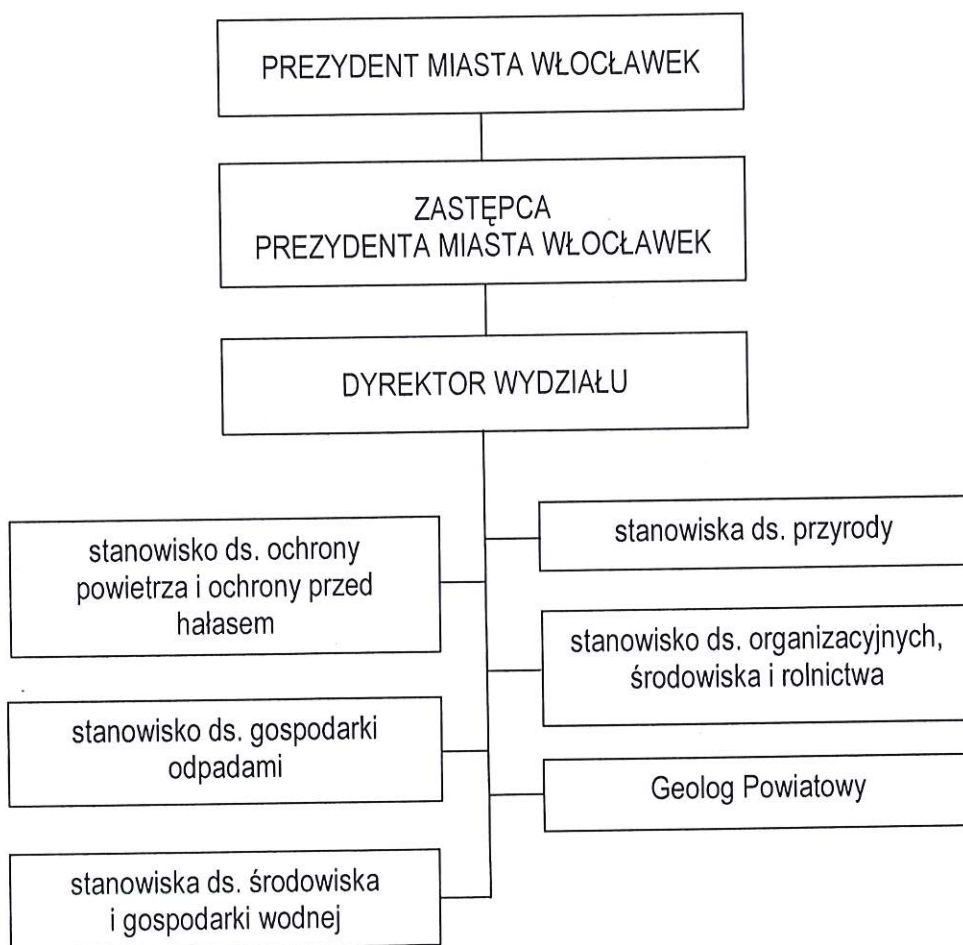 PREZYDENT MIASTA WŁOCŁAWEK
ZASTĘPCA
PREZYDENTA MIASTA WŁOCŁAWEK
DYREKTOR WYDZIAŁU
stanowisko ds. ochrony
powietrza i ochrony przed
hałasem
stanowisko ds. gospodarki
odpadami
stanowiska ds. środowiska
i gospodarki wodnej
stanowiska ds. przyrody
stanowisko ds. organizacyjnych,
środowiska i rolnictwa
Geolog Powiatowy